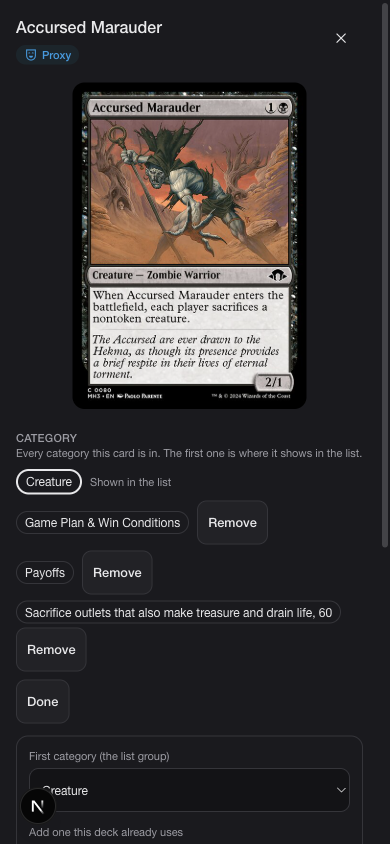 Accursed Marauder
Proxy
Accursed Marauder 1
Creature — Zombie Warrior
When Accursed Marauder enters the
battlefield, each player sacrifices a
nontoken creature.
The Accursed are ever drawn to the
Hekma, as though its presence provides
a brief respite in their lives of eternal
torment.
2/1
C 0080
MH3 • EN Paolo Parente
™ & © 2024 Wizards of the Coast
CATEGORY
Every category this card is in. The first one is where it shows in the list.
Creature Shown in the list
Game Plan & Win Conditions Remove
Payoffs Remove
Sacrifice outlets that also make treasure and drain life, 60
Remove
Done
First category (the list group)
Creature
N
Add one this deck already uses